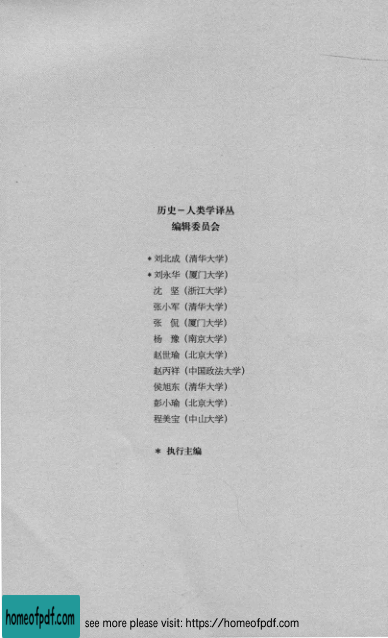 历史－人类学译丛
编辑委员会
* 刘北成（清华大学）
* 刘永华（厦门大学）
沈　坚（浙江大学）
张小军（清华大学）
张　侃（厦门大学）
杨　豫（南京大学）
赵世瑜（北京大学）
赵丙祥（中国政法大学）
侯旭东（清华大学）
彭小瑜（北京大学）
程美宝（中山大学）
* 执行主编
homeofpdf.com
see more please visit: https://homeofpdf.com